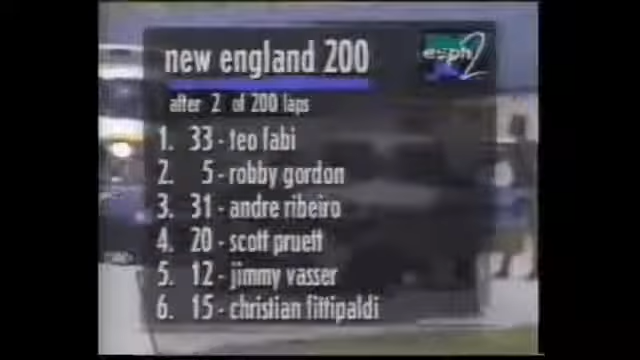 new england 200
espn2
after 2 of 200 laps
1. 33 - teo fabi
2. 5 - robby gordon
3. 31 - andre ribeiro
4. 20 - scott pruett
5. 12 - jimmy vasser
6. 15 - christian fittipaldi